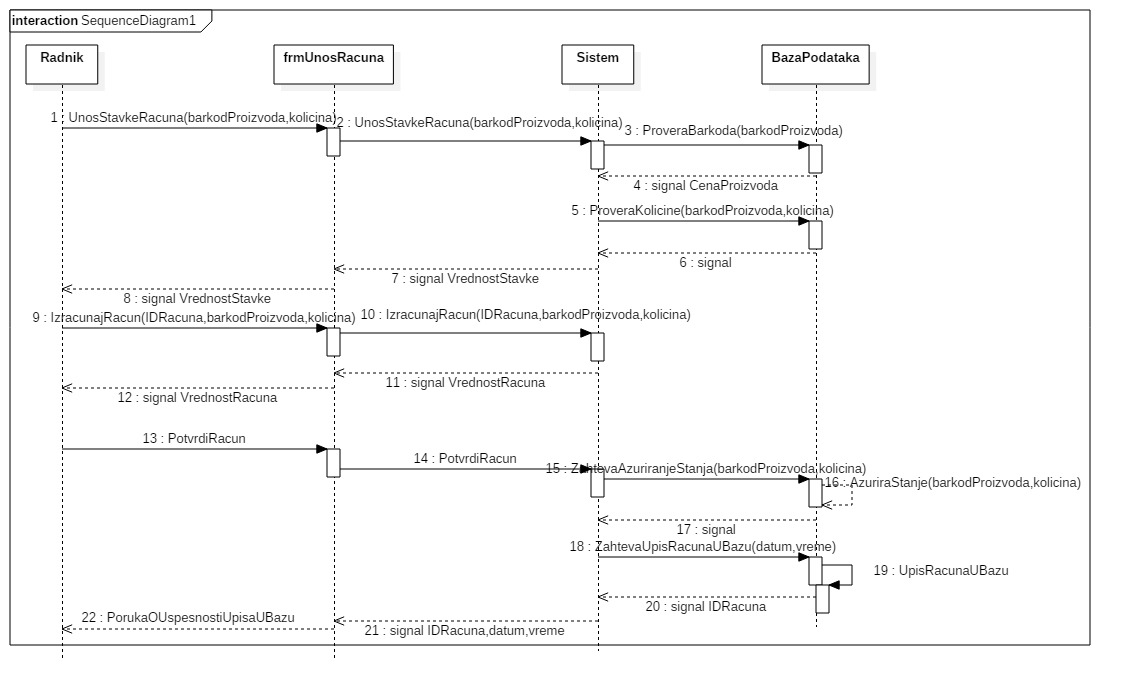 interaction SequenceDiagram1
Radnik
frmUnosRacuna
Sistem
BazaPodataka
1 : UnosStavkeRacuna(barkodProizvoda,kolicina)
2 : UnosStavkeRacuna(barkodProizvoda,kolicina)
3 : ProveraBarkoda(barkodProizvoda)
4 : signal CenaProizvoda
5 : ProveraKolicine(barkodProizvoda,kolicina)
6 : signal
7 : signal VrednostStavke
8 : signal VrednostStavke
9 : IzracunajRacun(IDRacuna,barkodProizvoda,kolicina)
10 : IzracunajRacun(IDRacuna,barkodProizvoda,kolicina)
11 : signal VrednostRacuna
12 : signal VrednostRacuna
13 : PotvrdiRacun
14 : PotvrdiRacun
15 : ZahtevaAzuriranjeStanja(barkodProizvoda,kolicina)
16 : AzuriraStanje(barkodProizvoda,kolicina)
17 : signal
18 : ZahtevaUpisRacunaUBazu(datum,vreme)
19 : UpisRacunaUBazu
20 : signal IDRacuna
21 : signal IDRacuna,datum,vreme
22 : PorukaOUspesnostiUpisaUBazu